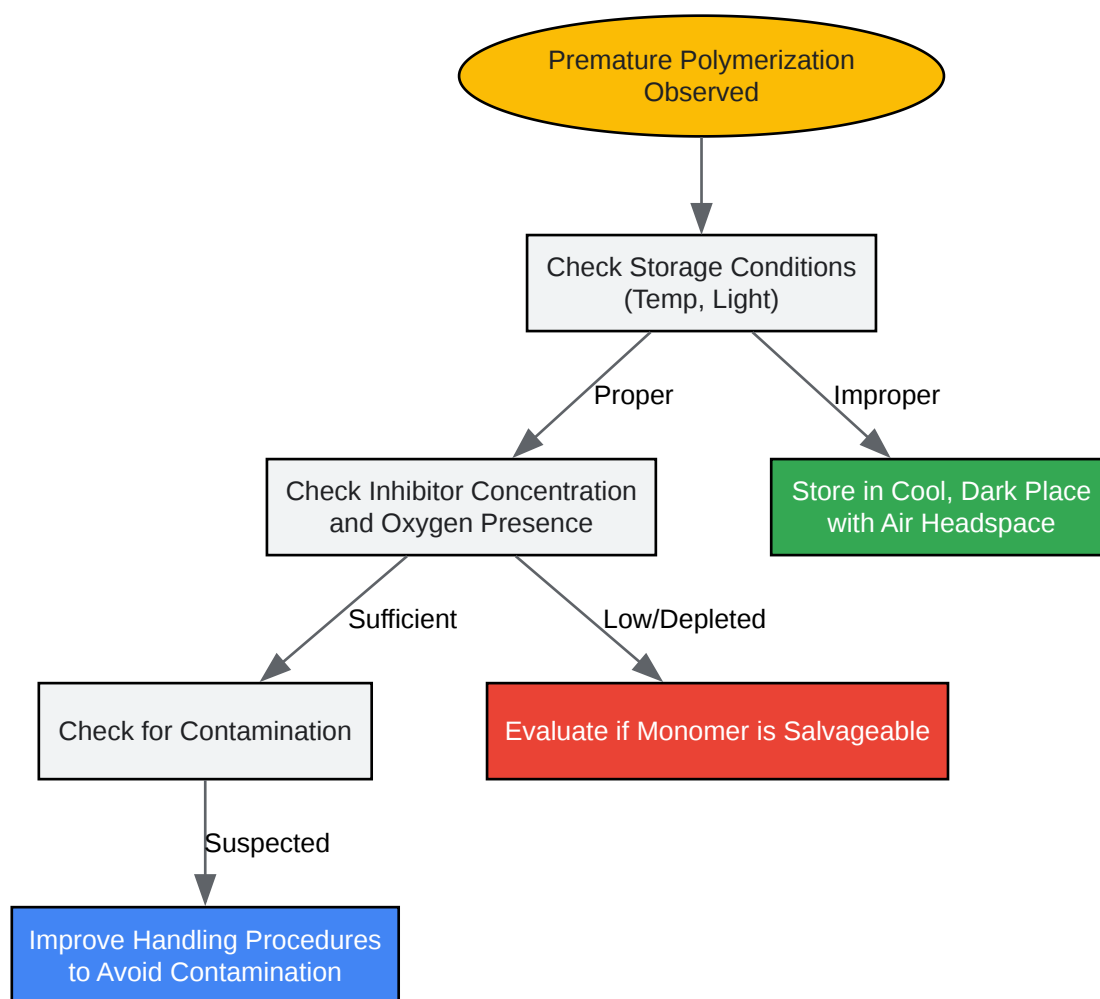 Premature Polymerization
Observed
Check Storage Conditions
(Temp, Light)
Proper
Improper
Check Inhibitor Concentration
and Oxygen Presence
Store in Cool, Dark Place
with Air Headspace
Sufficient
Low/Depleted
Check for Contamination
Evaluate if Monomer is Salvageable
Suspected
Improve Handling Procedures
to Avoid Contamination